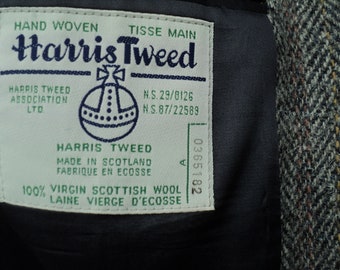 HAND WOVEN TISSE MAIN
Harris Tweed
HARRIS TWEED
ASSOCIATION
LTD.
N.S. 29/8126
N.S. 87/22589
HARRIS TWEED
MADE IN SCOTLAND
FABRIQUE EN ECOSSE
100% VIRGIN SCOTTISH WOOL
LAINE VIERGE D'ECOSSE
A 0365182